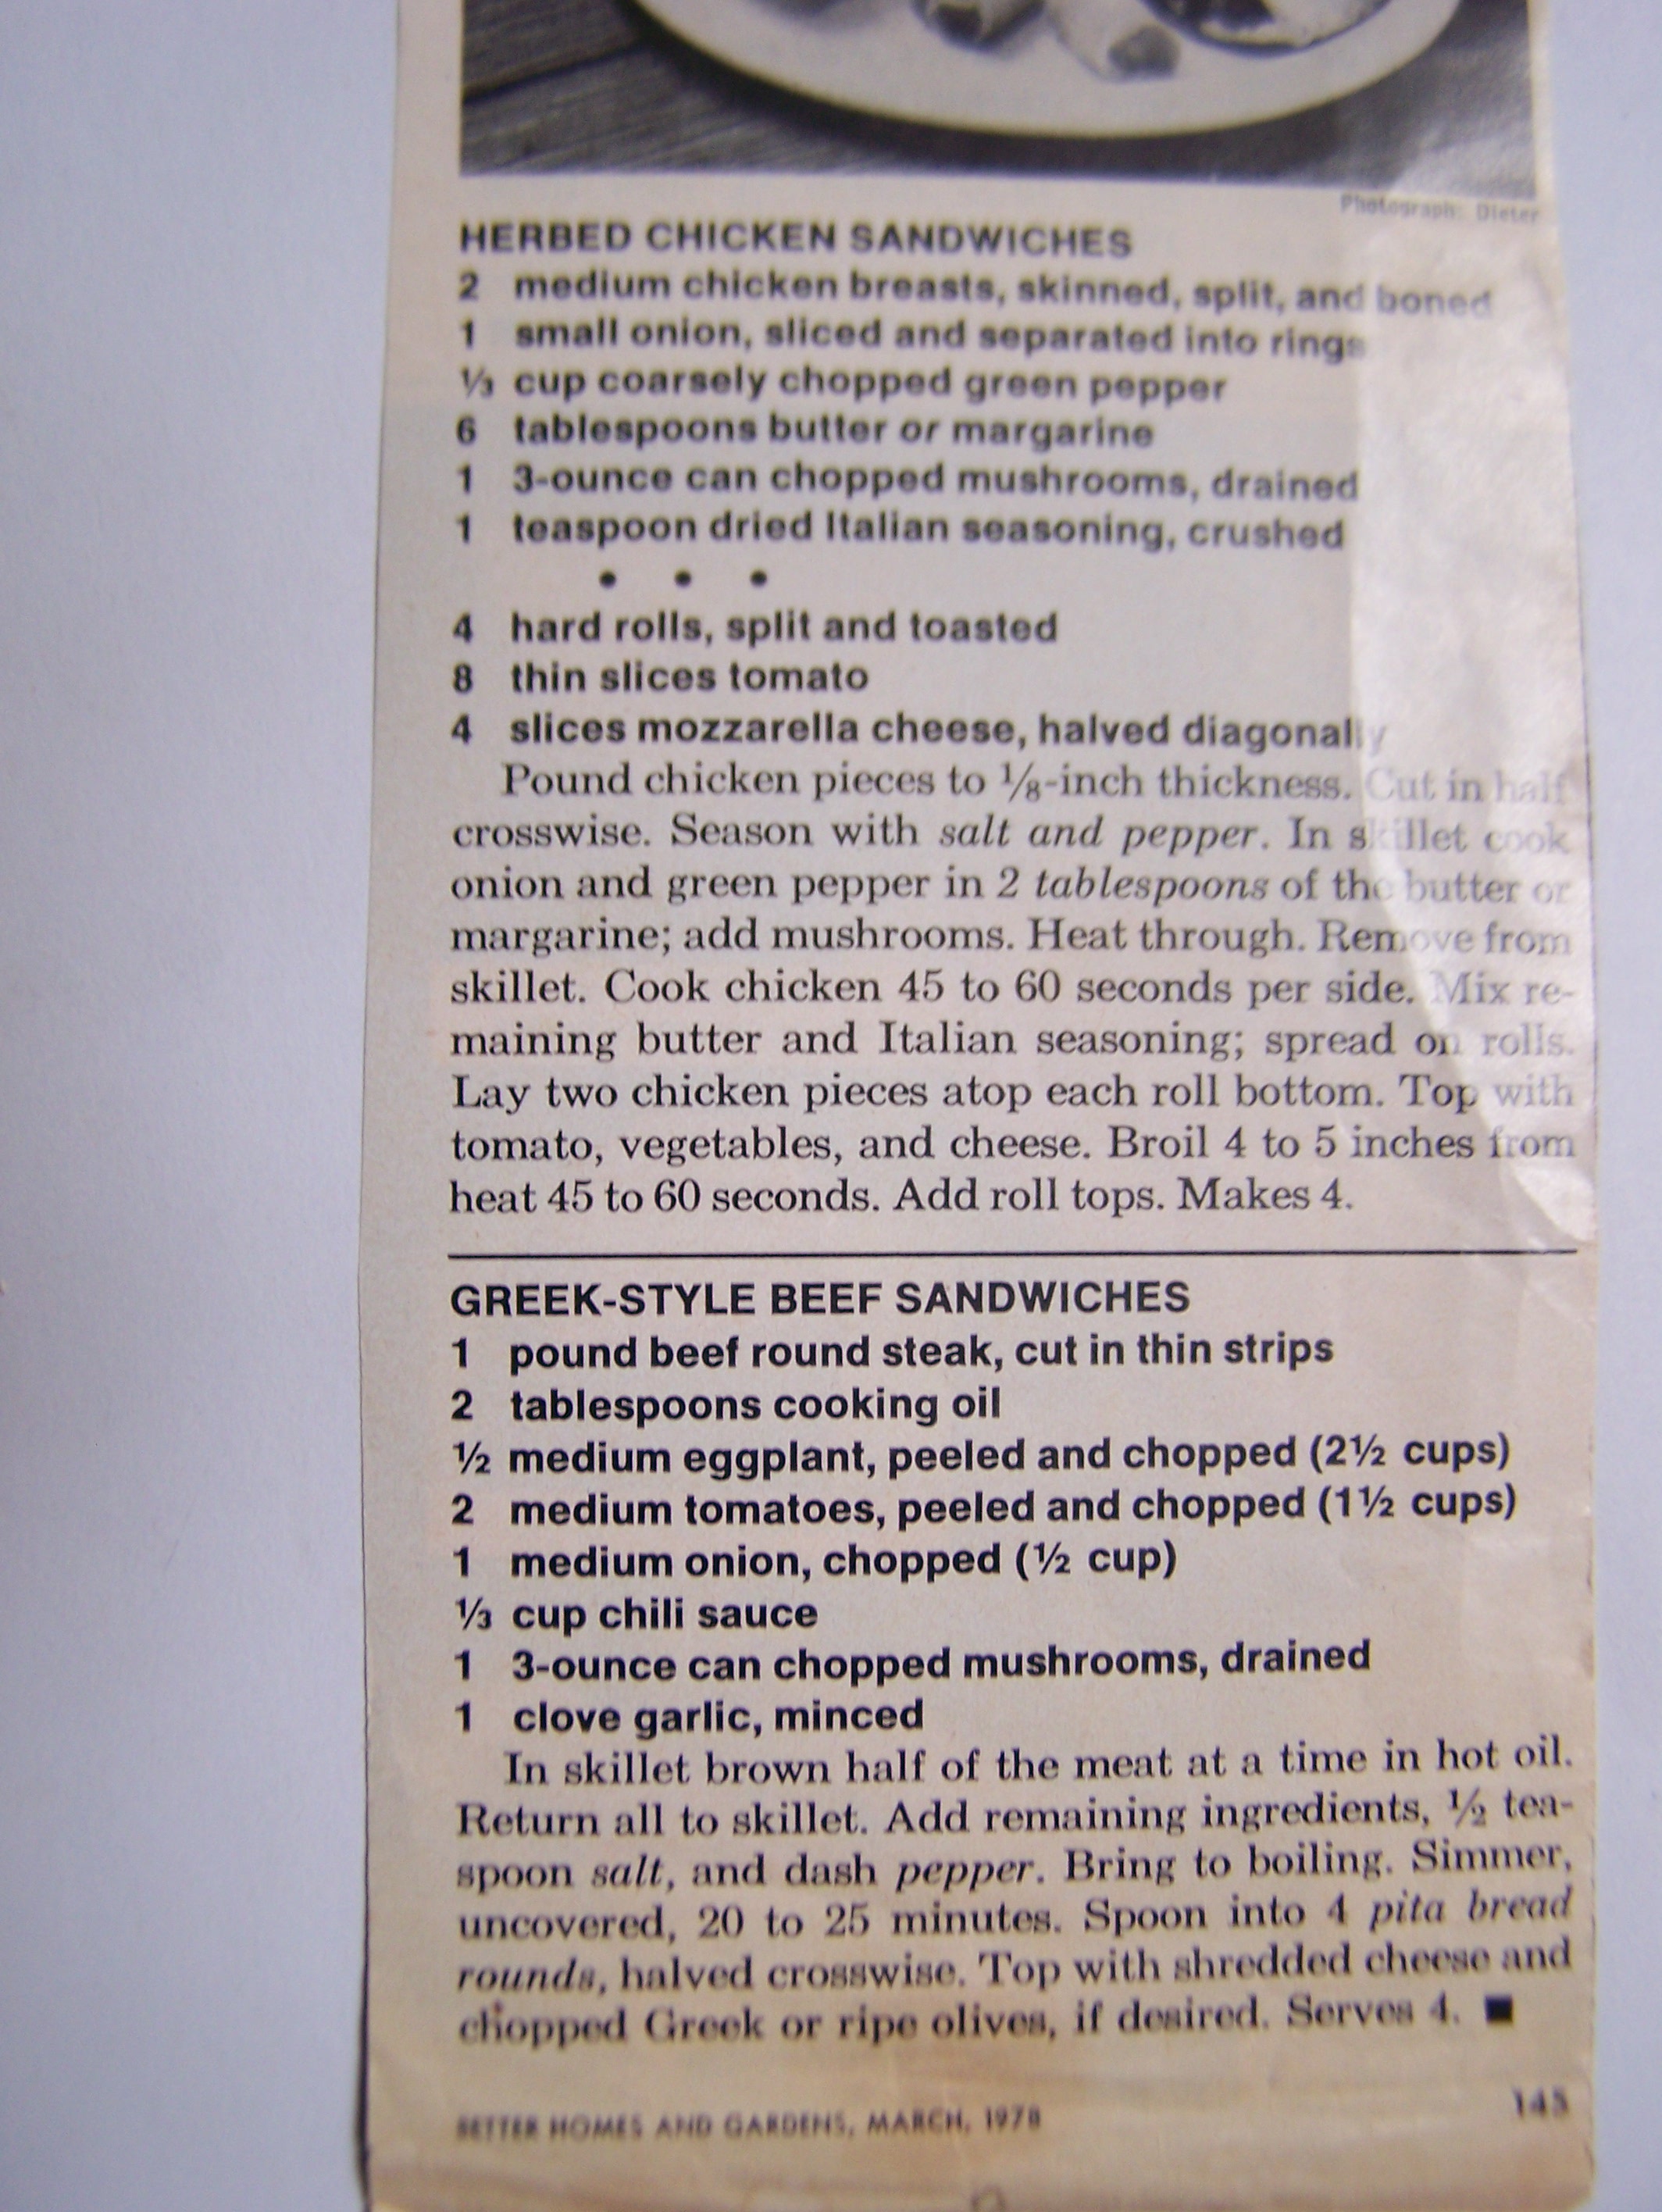 Photograph: Dieter
HERBED CHICKEN SANDWICHES
2 medium chicken breasts, skinned, split, and boned
1 small onion, sliced and separated into rings
⅓ cup coarsely chopped green pepper
6 tablespoons butter or margarine
1 3-ounce can chopped mushrooms, drained
1 teaspoon dried Italian seasoning, crushed
• • •
4 hard rolls, split and toasted
8 thin slices tomato
4 slices mozzarella cheese, halved diagonally
Pound chicken pieces to ⅛-inch thickness. Cut in half
crosswise. Season with salt and pepper. In skillet cook
onion and green pepper in 2 tablespoons of the butter or
margarine; add mushrooms. Heat through. Remove from
skillet. Cook chicken 45 to 60 seconds per side. Mix re-
maining butter and Italian seasoning; spread on rolls.
Lay two chicken pieces atop each roll bottom. Top with
tomato, vegetables, and cheese. Broil 4 to 5 inches from
heat 45 to 60 seconds. Add roll tops. Makes 4.
GREEK-STYLE BEEF SANDWICHES
1 pound beef round steak, cut in thin strips
2 tablespoons cooking oil
½ medium eggplant, peeled and chopped (2½ cups)
2 medium tomatoes, peeled and chopped (1½ cups)
1 medium onion, chopped (½ cup)
⅓ cup chili sauce
1 3-ounce can chopped mushrooms, drained
1 clove garlic, minced
In skillet brown half of the meat at a time in hot oil.
Return all to skillet. Add remaining ingredients, ½ tea-
spoon salt, and dash pepper. Bring to boiling. Simmer,
uncovered, 20 to 25 minutes. Spoon into 4 pita bread
rounds, halved crosswise. Top with shredded cheese and
chopped Greek or ripe olives, if desired. Serves 4. ■
BETTER HOMES AND GARDENS, MARCH, 1978
145